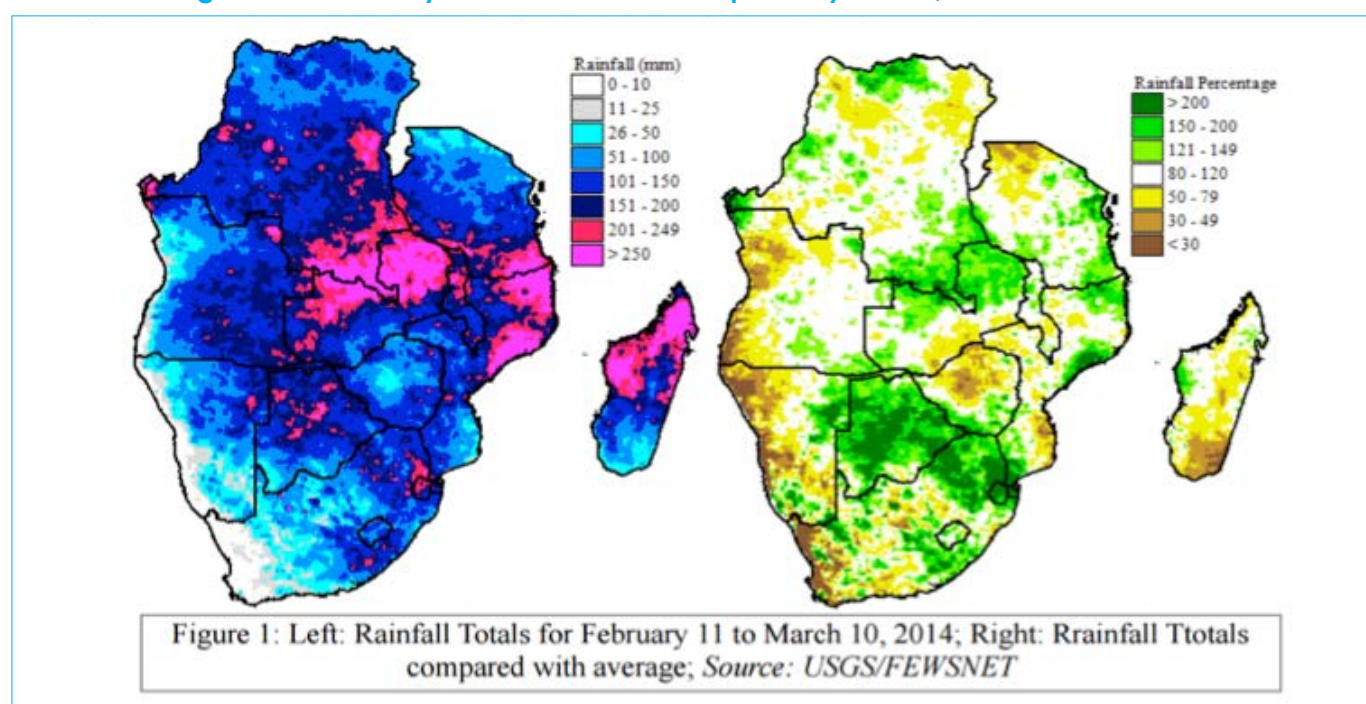 Rainfall (mm)
0 - 10
11 - 25
26 - 50
51 - 100
101 - 150
151 - 200
201 - 249
> 250
Rainfall Percentage
> 200
150 - 200
121 - 149
80 - 120
50 - 79
30 - 49
< 30
Figure 1: Left: Rainfall Totals for February 11 to March 10, 2014; Right: Rrainfall Ttotals
compared with average; Source: USGS/FEWSNET